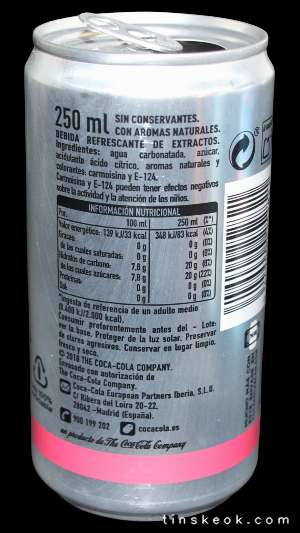 250 ml SIN CONSERVANTES.
CON AROMAS NATURALES.
BEBIDA REFRESCANTE DE EXTRACTOS.
Ingredientes: agua carbonatada, azúcar,
acidulante ácido cítrico, aromas naturales y
colorantes: carmoisina y E-124.
Carmoisina y E-124 pueden tener efectos negativos
sobre la actividad y la atención de los niños.
INFORMACIÓN NUTRICIONAL
Por: 100 ml 250 ml (%*)
Valor energético: 139 kJ/33 kcal 348 kJ/83 kcal (4%)
Grasas: 0 g 0 g (0%)
de las cuales saturadas: 0 g 0 g (0%)
Hidratos de carbono: 7,8 g 20 g (8%)
de los cuales azúcares: 7,8 g 20 g (22%)
Proteínas: 0 g 0 g (0%)
Sal: 0 g 0 g (0%)
*Ingesta de referencia de un adulto medio
(8.400 kJ/2.000 kcal).
Consumir preferentemente antes del - Lote:
ver la base. Proteger de la luz solar. Preservar
de olores agresivos. Conservar en lugar limpio,
fresco y seco.
© 2018 THE COCA-COLA COMPANY.
Envasado con autorización de
The Coca-Cola Company.
Coca-Cola European Partners Iberia, S.L.U.
C/ Ribera del Loira 20-22,
28042 - Madrid (España).
900 199 202 cocacola.es
un producto de The Coca-Cola Company
tinskeok.com